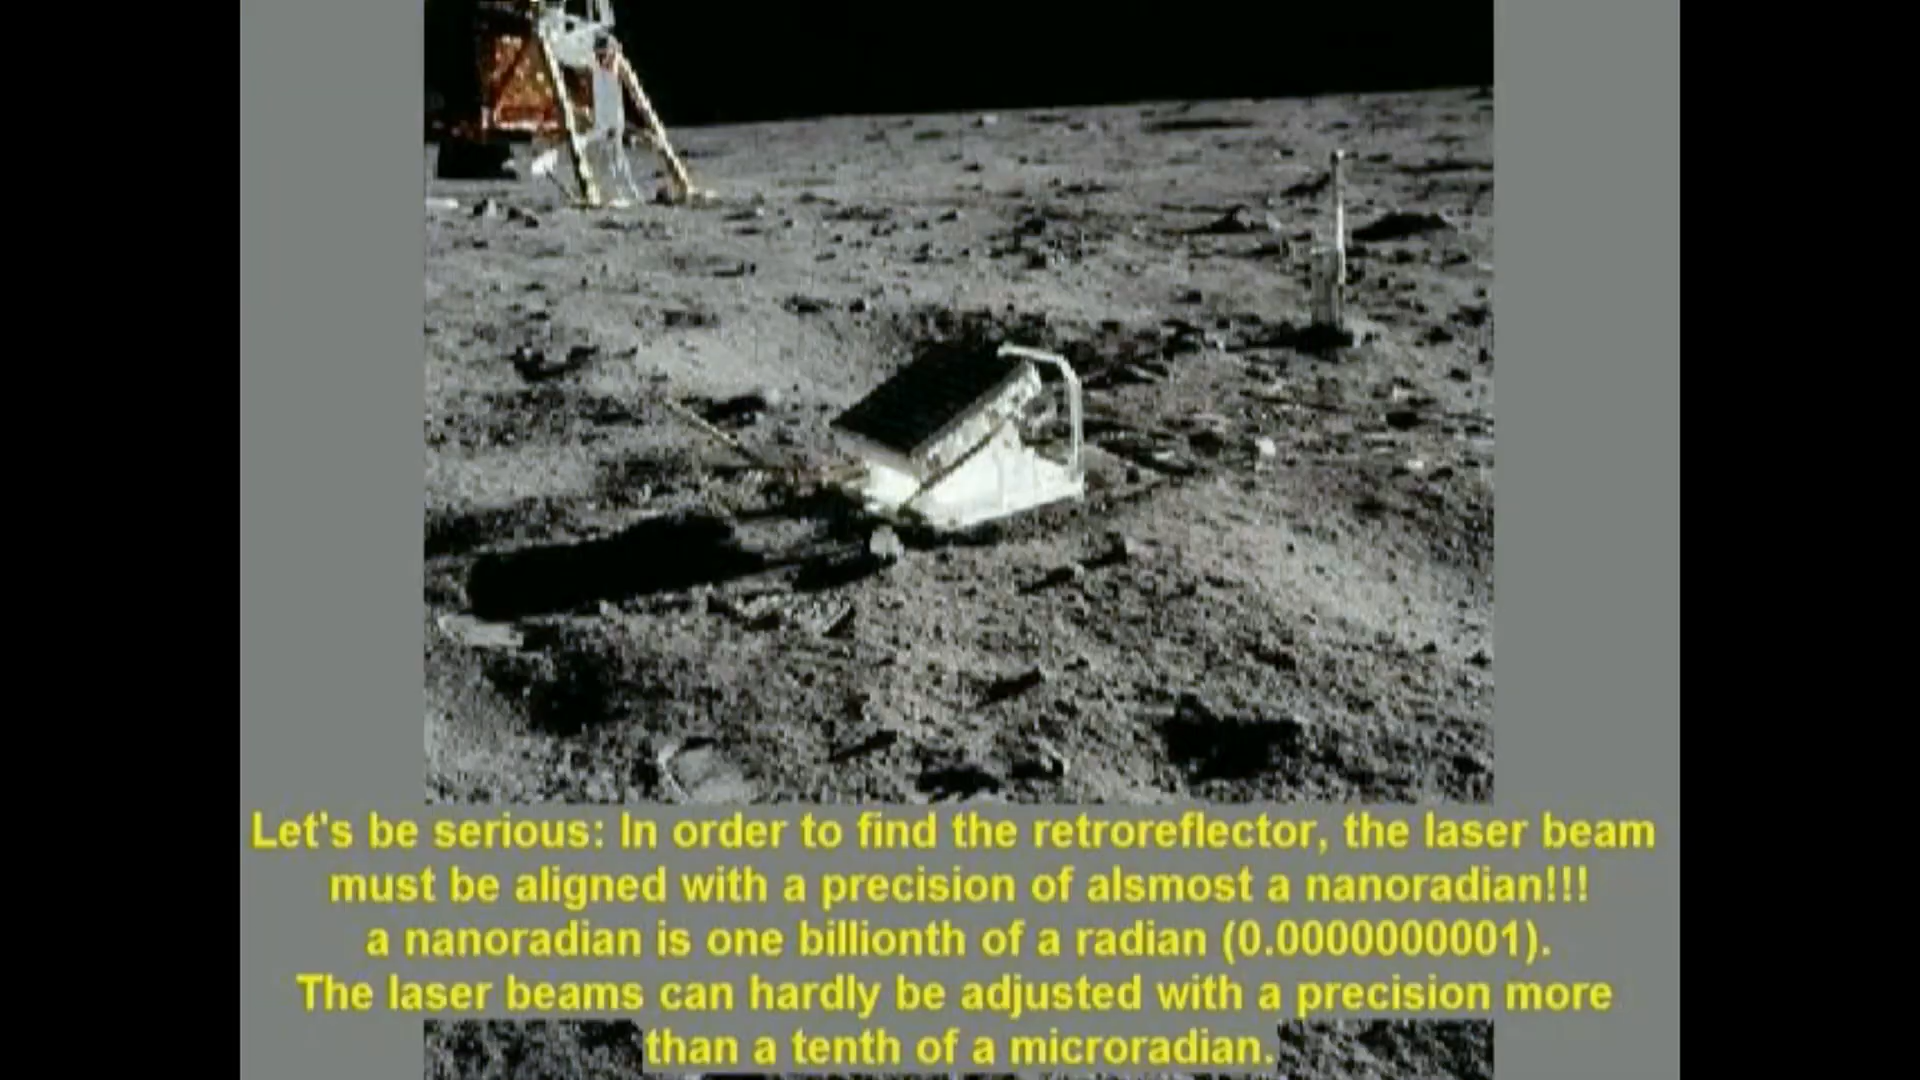 Let's be serious: In order to find the retroreflector, the laser beam
must be aligned with a precision of alsmost a nanoradian!!!
a nanoradian is one billionth of a radian (0.0000000001).
The laser beams can hardly be adjusted with a precision more
than a tenth of a microradian.